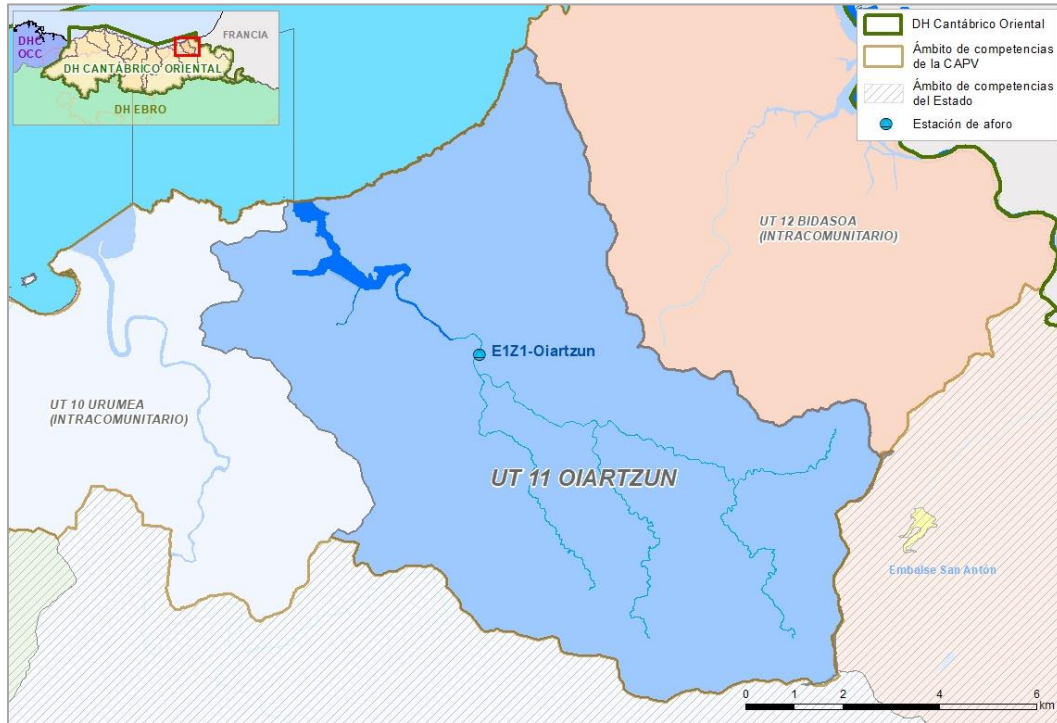 DHC
OCC
FRANCIA
DH CANTÁBRICO ORIENTAL
DH EBRO
DH Cantábrico Oriental
Ámbito de competencias
de la CAPV
Ámbito de competencias
del Estado
Estación de aforo
UT 12 BIDASOA
(INTRACOMUNITARIO)
E1Z1-Oiartzun
UT 10 URUMEA
(INTRACOMUNITARIO)
UT 11 OIARTZUN
Embalse San Antón
0 1 2 4 6
km